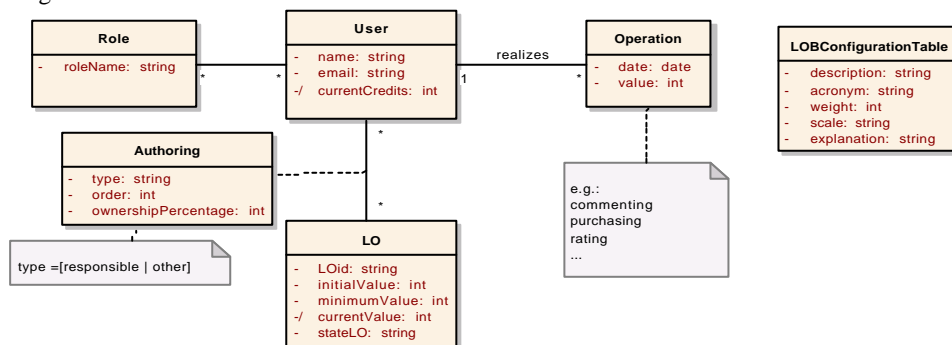 Role
- roleName: string
*
*
User
- name: string
- email: string
-/ currentCredits: int
realizes
1
*
Operation
- date: date
- value: int
LOBConfigurationTable
- description: string
- acronym: string
- weight: int
- scale: string
- explanation: string
*
Authoring
- type: string
- order: int
- ownershipPercentage: int
*
type =[responsible | other]
LO
- LOid: string
- initialValue: int
- minimumValue: int
-/ currentValue: int
- stateLO: string
e.g.:
commenting
purchasing
rating
...